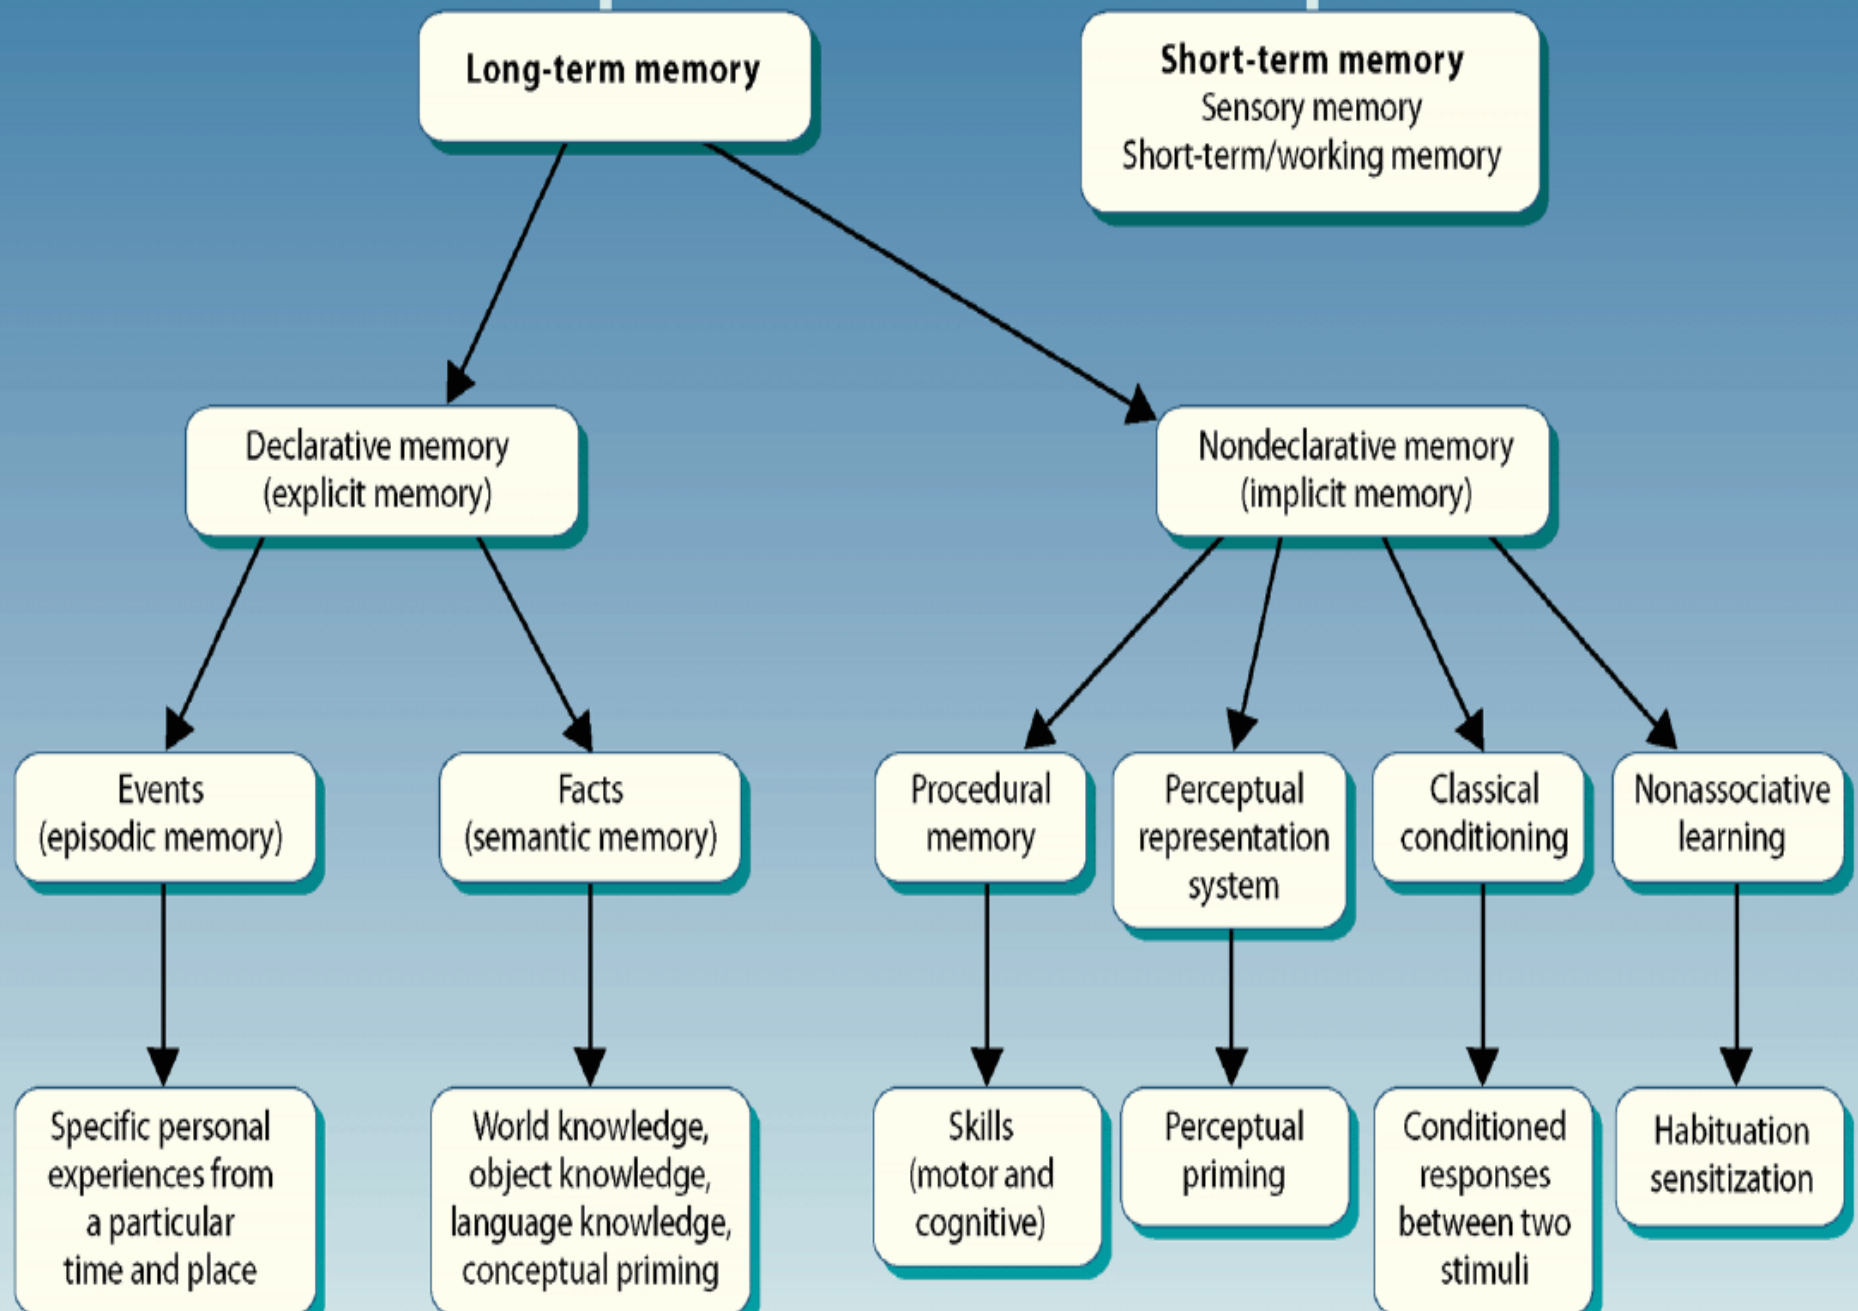 Long-term memory
Short-term memory
Sensory memory
Short-term/working memory
Declarative memory
(explicit memory)
Nondeclarative memory
(implicit memory)
Events
(episodic memory)
Facts
(semantic memory)
Procedural
memory
Perceptual
representation
system
Classical
conditioning
Nonassociative
learning
Specific personal
experiences from
a particular
time and place
World knowledge,
object knowledge,
language knowledge,
conceptual priming
Skills
(motor and
cognitive)
Perceptual
priming
Conditioned
responses
between two
stimuli
Habituation
sensitization